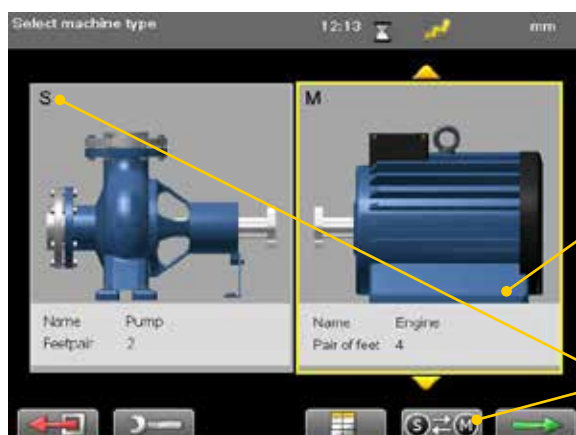 Select machine type 12:13 mm
S
M
Name Pump
Feetpair 2
Name Engine
Pair of feet 4
S M